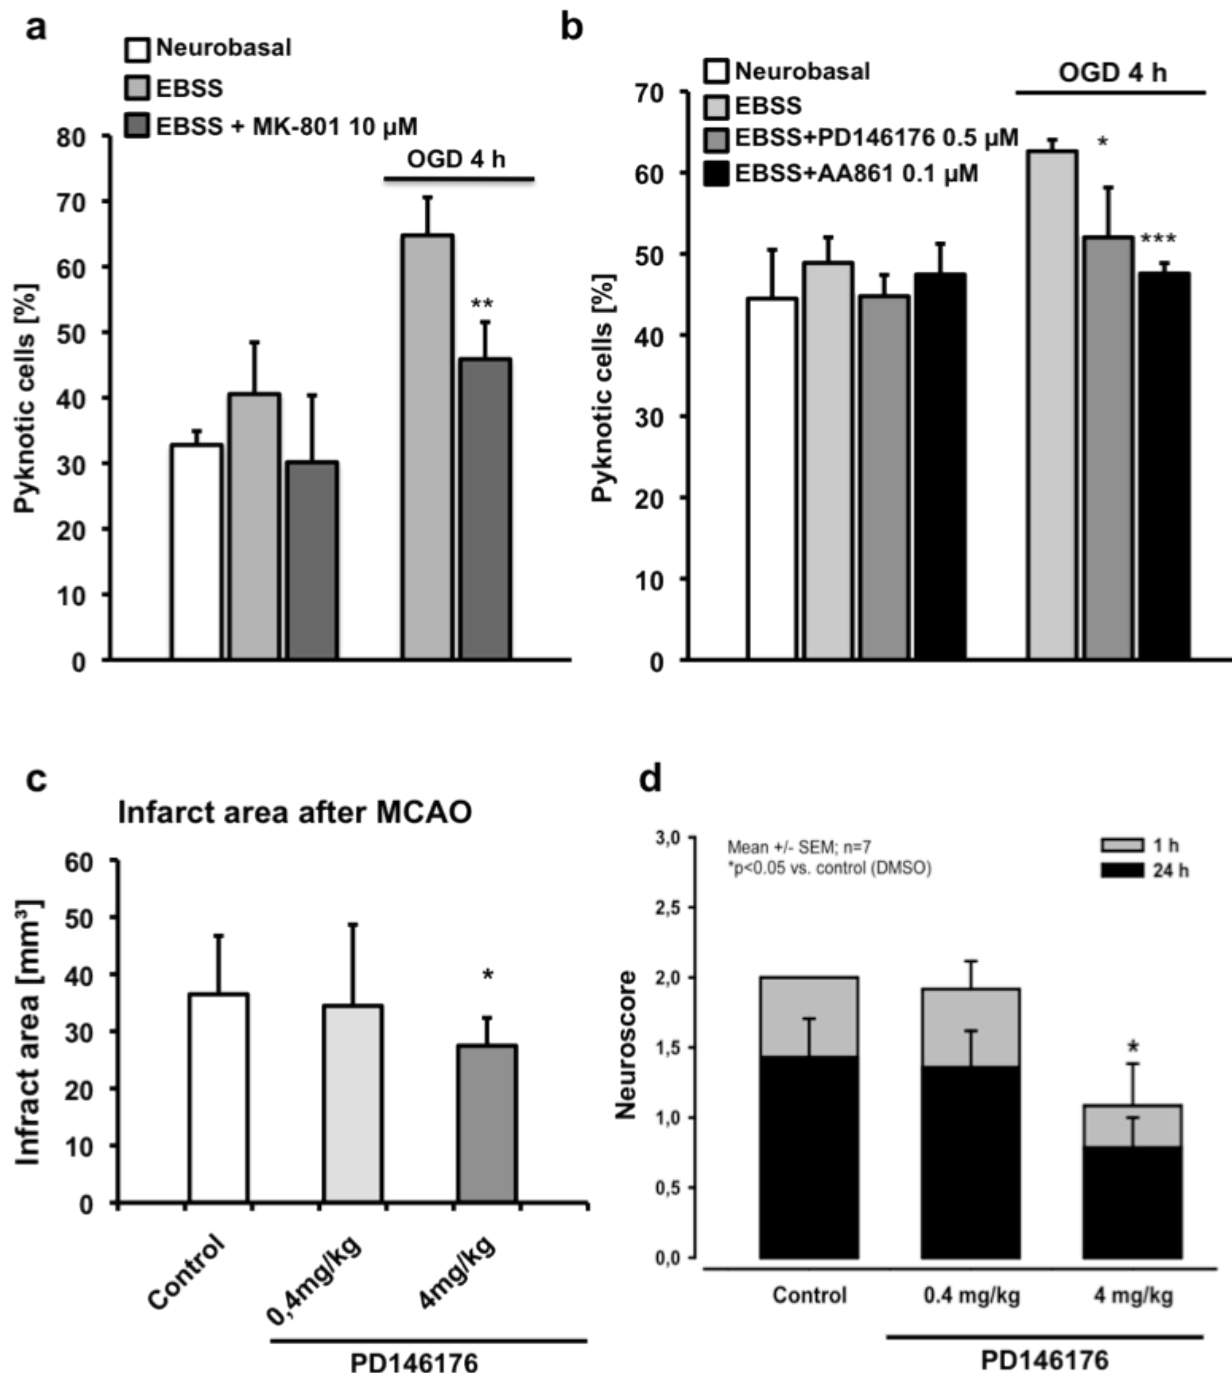 a
Neurobasal
EBSS
EBSS + MK-801 10 µM
OGD 4 h
**
80
70
60
50
40
30
20
10
0
Pyknotic cells [%]
b
Neurobasal
EBSS
EBSS+PD146176 0.5 µM
EBSS+AA861 0.1 µM
OGD 4 h
*
***
70
60
50
40
30
20
10
0
Pyknotic cells [%]
c
Infarct area after MCAO
60
50
40
30
20
10
0
Infract area [mm³]
*
Control
0,4mg/kg
4mg/kg
PD146176
d
Mean +/- SEM; n=7
*p<0.05 vs. control (DMSO)
1 h
24 h
3,0
2,5
2,0
1,5
1,0
0,5
0,0
Neuroscore
*
Control
0.4 mg/kg
4 mg/kg
PD146176